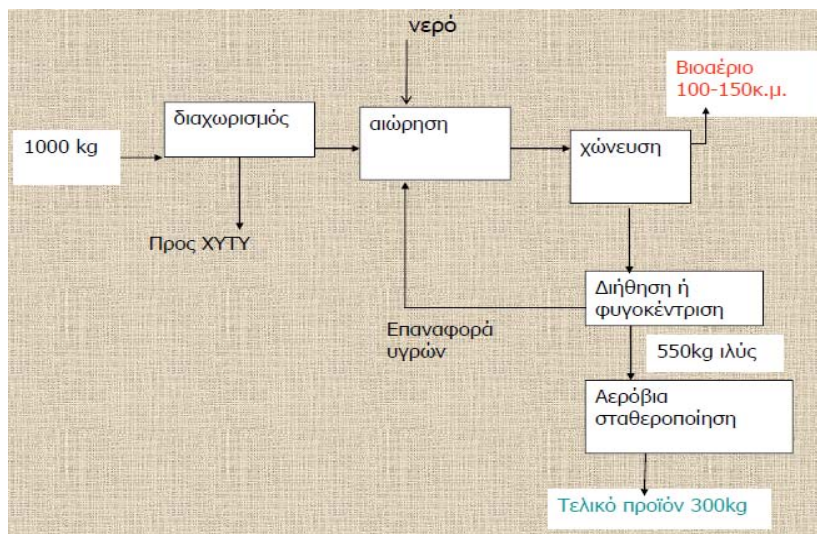 νερό
Βιοαέριο
100-150κ.μ.
διαχωρισμός
αιώρηση
1000 kg
χώνευση
Προς ΧΥΤΥ
Διήθηση ή
φυγοκέντριση
Επαναφορά
υγρών
550kg ιλύς
Αερόβια
σταθεροποίηση
Τελικό προϊόν 300kg